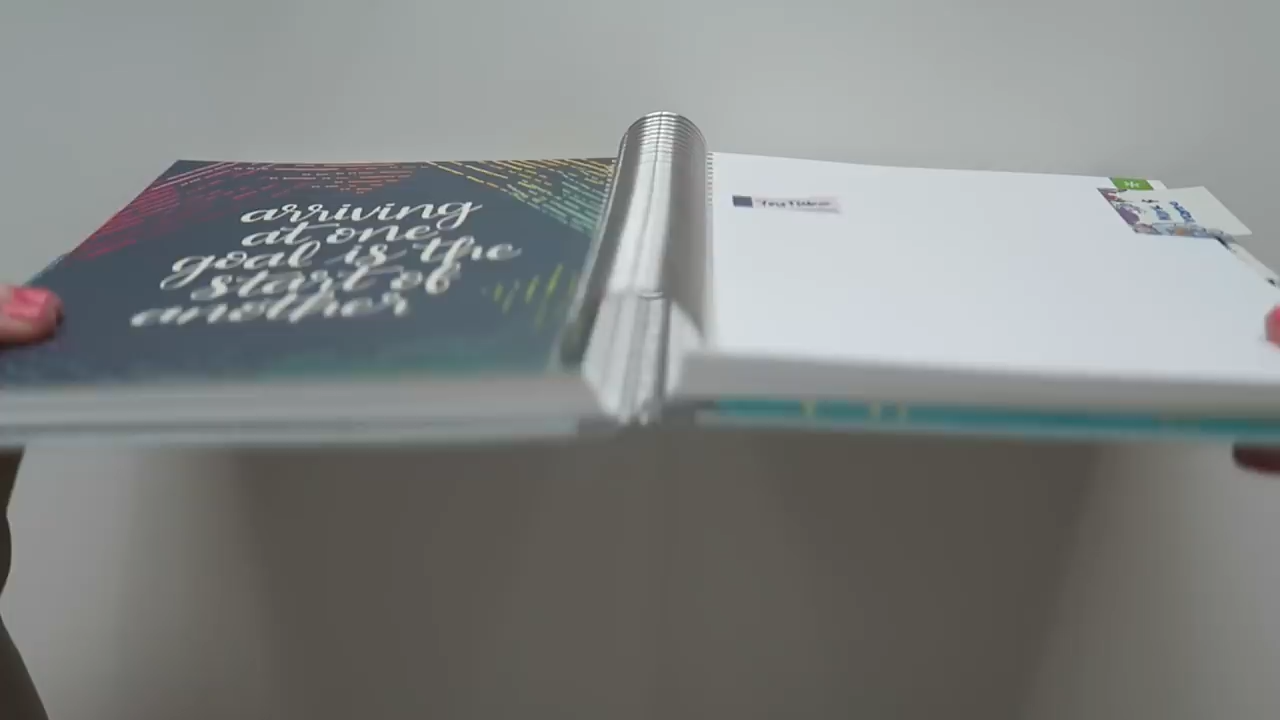 arriving
at one
goal is the
start of
another